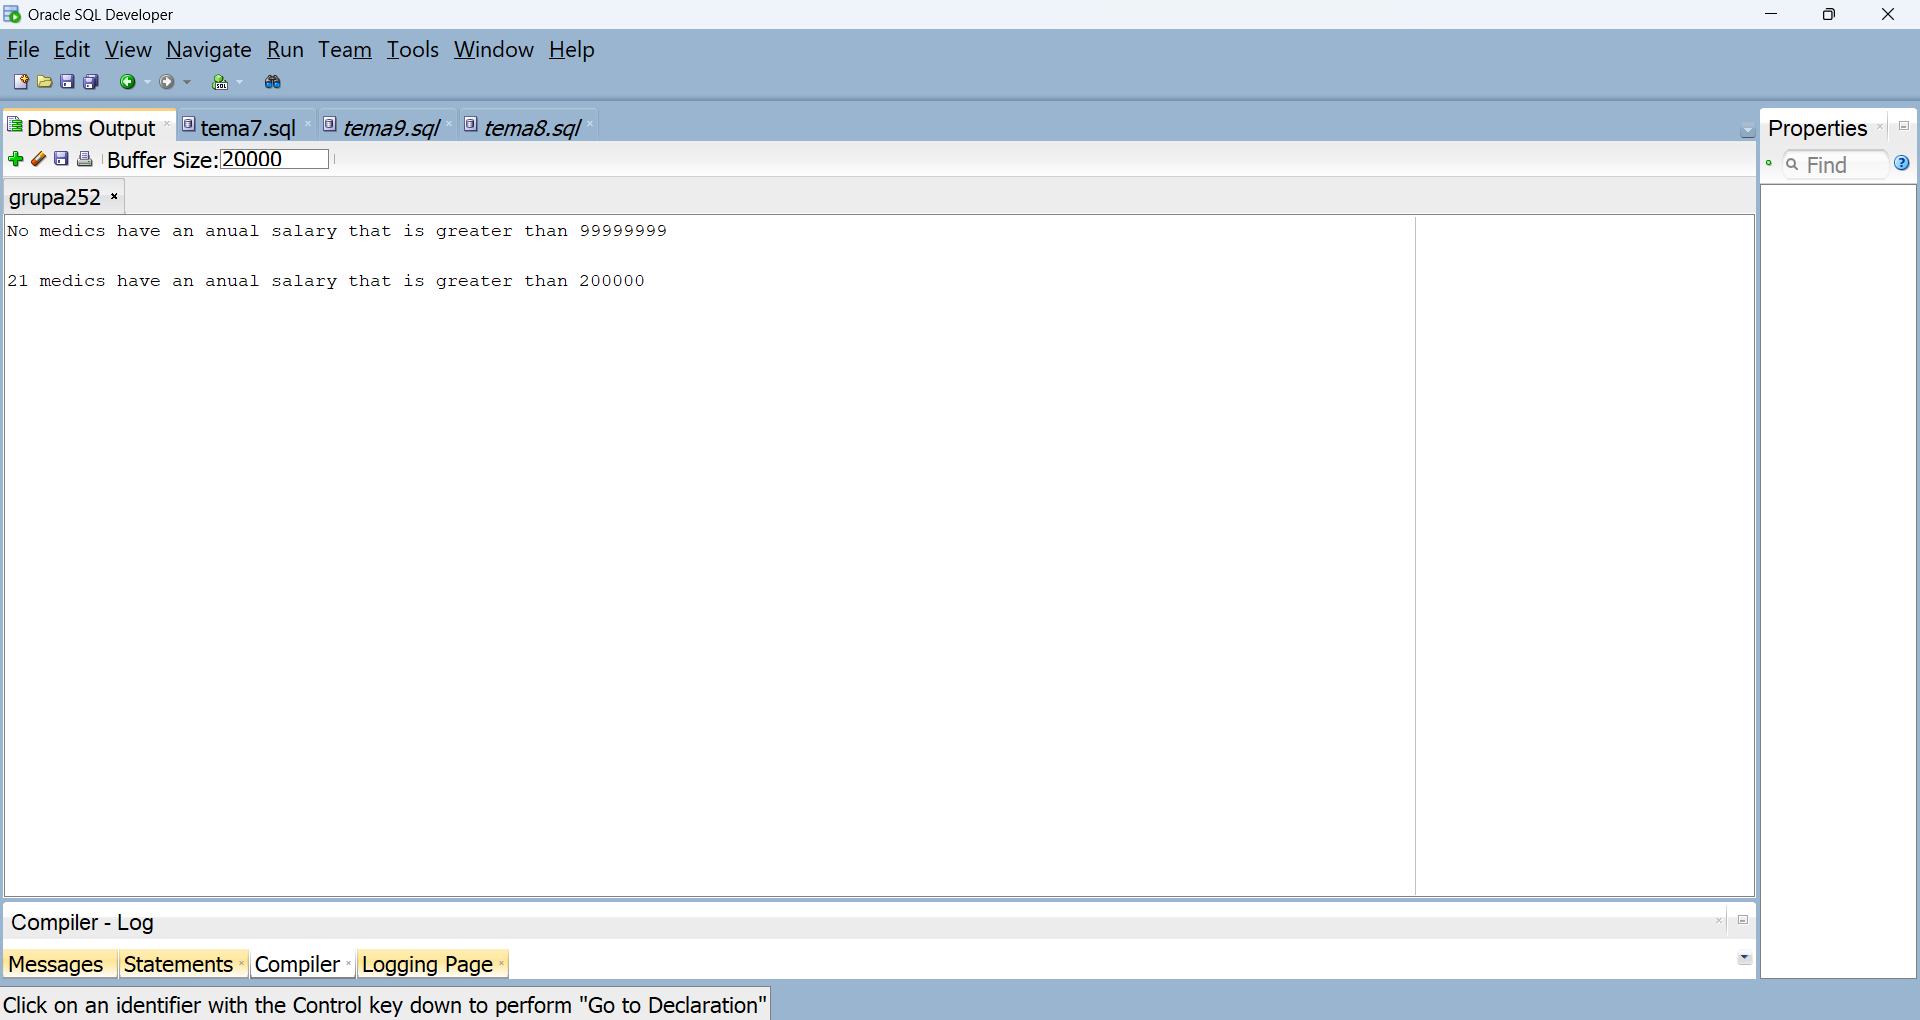 Oracle SQL Developer
File Edit View Navigate Run Team Tools Window Help
Dbms Output tema7.sql tema9.sql tema8.sql
Properties
Buffer Size: 20000
Find
grupa252
No medics have an anual salary that is greater than 99999999
21 medics have an anual salary that is greater than 200000
Compiler - Log
Messages Statements Compiler Logging Page
Click on an identifier with the Control key down to perform "Go to Declaration"